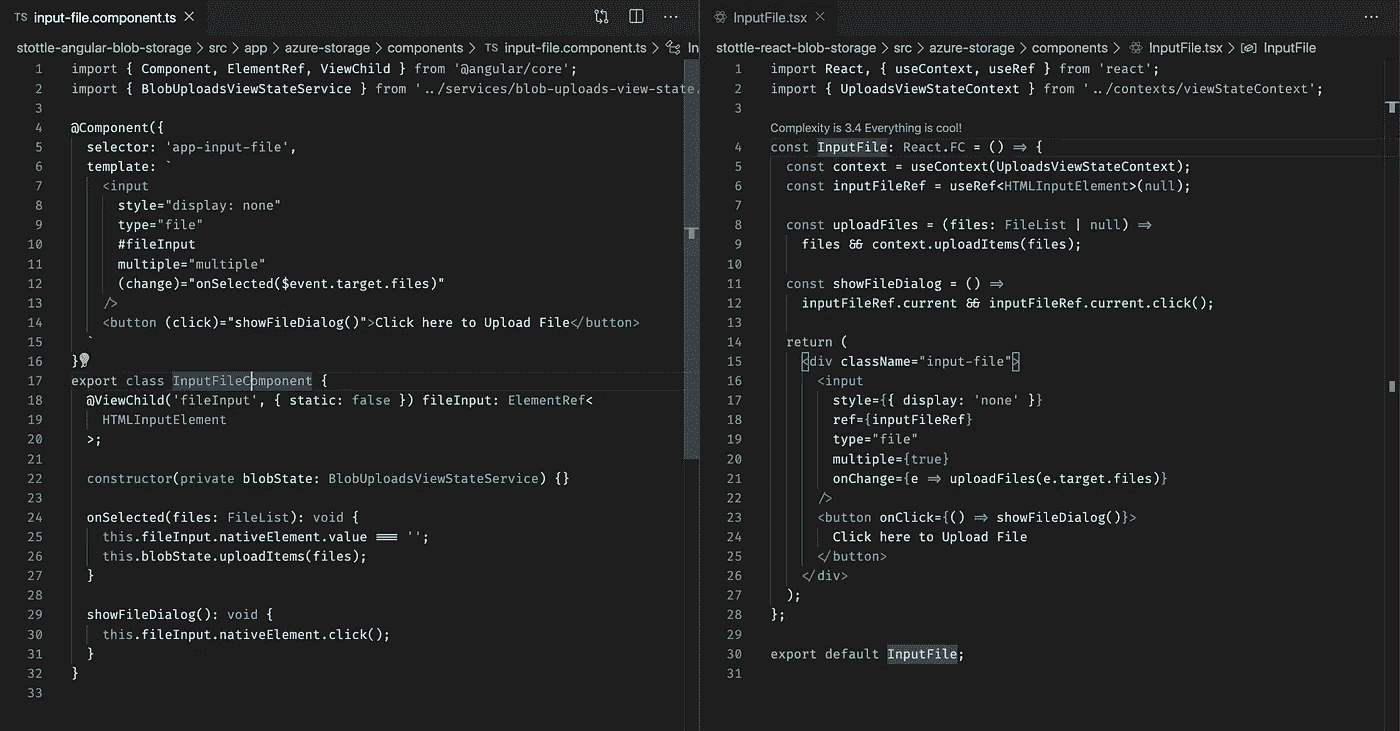 TS input-file.component.ts
stottle-angular-blob-storage > src > app > azure-storage > components > TS input-file.component.ts > In
1 import { Component, ElementRef, ViewChild } from '@angular/core';
2 import { BlobUploadsViewStateService } from '../services/blob-uploads-view-state.
3
4 @Component({
5   selector: 'app-input-file',
6   template: `
7     <input
8       style="display: none"
9       type="file"
10       #fileInput
11       multiple="multiple"
12       (change)="onSelected($event.target.files)"
13     />
14     <button (click)="showFileDialog()">Click here to Upload File</button>
15   `
16 }
17 export class InputFileComponent {
18   @ViewChild('fileInput', { static: false }) fileInput: ElementRef<
19     HTMLInputElement
20   >;
21
22   constructor(private blobState: BlobUploadsViewStateService) {}
23
24   onSelected(files: FileList): void {
25     this.fileInput.nativeElement.value === '';
26     this.blobState.uploadItems(files);
27   }
28
29   showFileDialog(): void {
30     this.fileInput.nativeElement.click();
31   }
32 }
33
InputFile.tsx
stottle-react-blob-storage > src > azure-storage > components > InputFile.tsx > InputFile
1 import React, { useContext, useRef } from 'react';
2 import { UploadsViewStateContext } from '../contexts/viewStateContext';
3
Complexity is 3.4 Everything is cool!
4 const InputFile: React.FC = () => {
5   const context = useContext(UploadsViewStateContext);
6   const inputFileRef = useRef<HTMLInputElement>(null);
7
8   const uploadFiles = (files: FileList | null) =>
9     files && context.uploadItems(files);
10
11   const showFileDialog = () =>
12     inputFileRef.current && inputFileRef.current.click();
13
14   return (
15     <div className="input-file">
16       <input
17         style={{ display: 'none' }}
18         ref={inputFileRef}
19         type="file"
20         multiple={true}
21         onChange={e => uploadFiles(e.target.files)}
22       />
23       <button onClick={() => showFileDialog()}>
24         Click here to Upload File
25       </button>
26     </div>
27   );
28 };
29
30 export default InputFile;
31